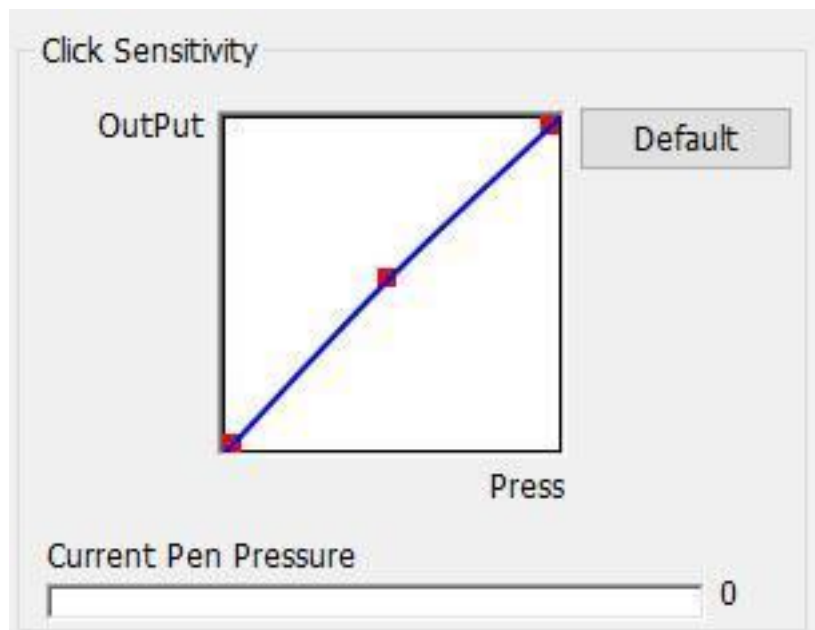 Click Sensitivity
OutPut
Default
Press
Current Pen Pressure
0